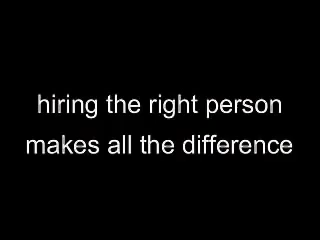 hiring the right person
makes all the difference